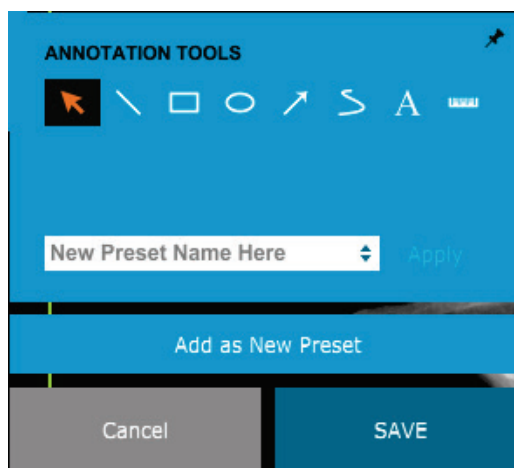 ANNOTATION TOOLS
A
New Preset Name Here
Apply
Add as New Preset
Cancel
SAVE